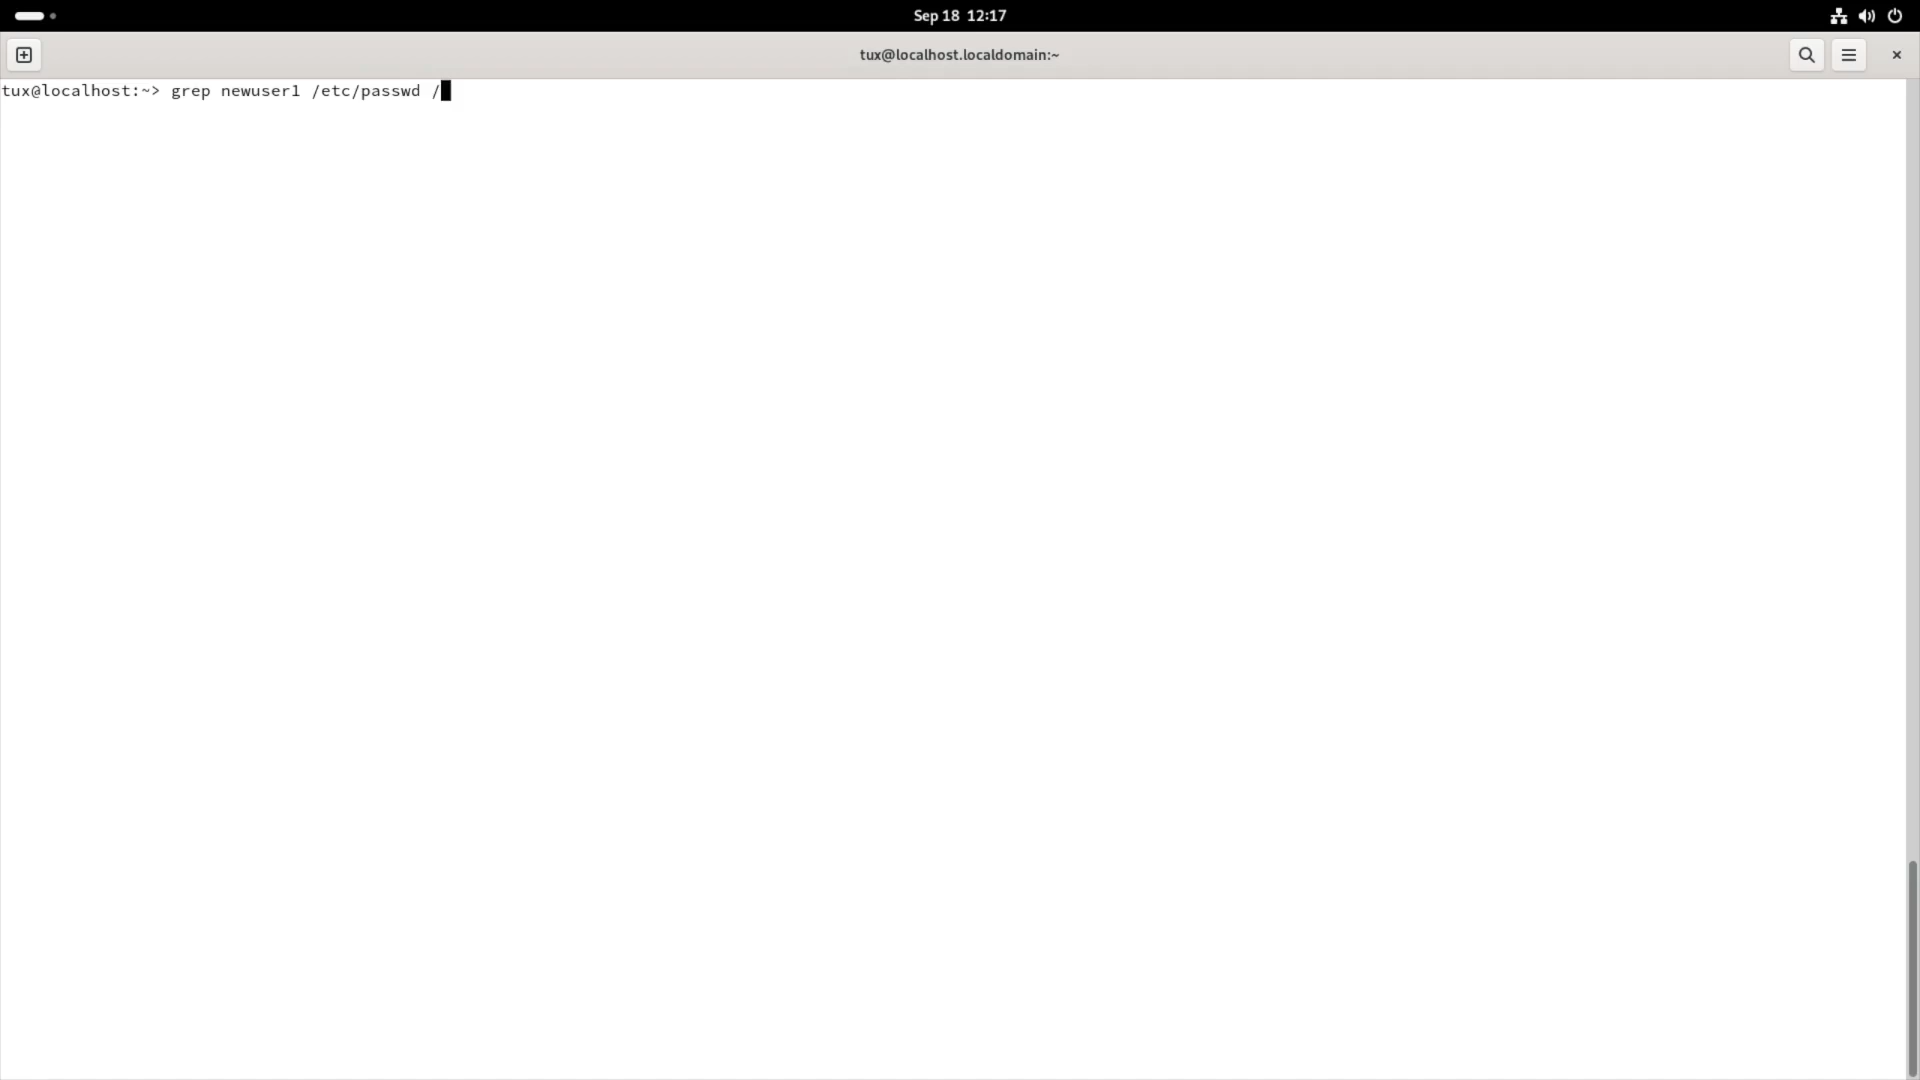 Sep 18 12:17
tux@localhost.localdomain:~
tux@localhost:~> grep newuser1 /etc/passwd /